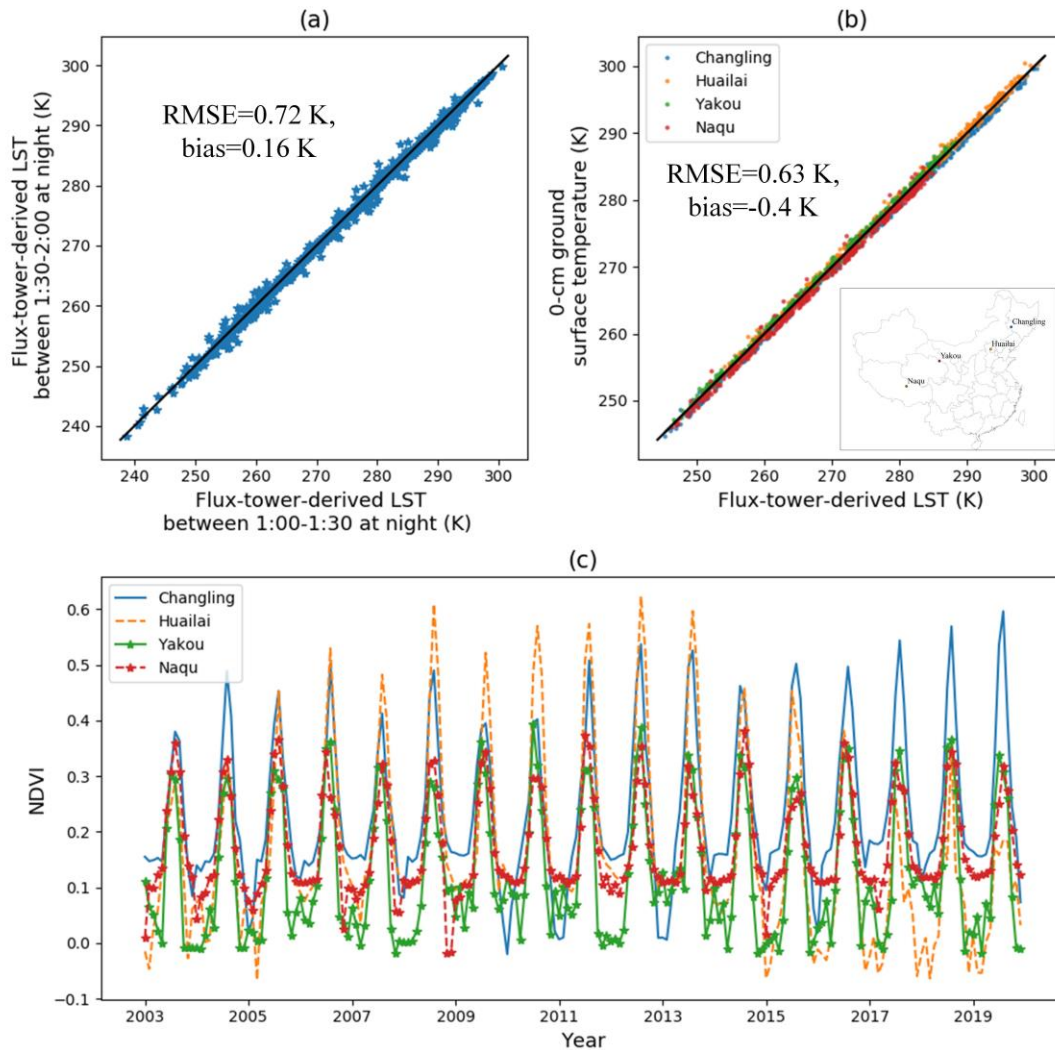 (a)
Flux-tower-derived LST
between 1:30-2:00 at night (K)
300
290
280
270
260
250
240
RMSE=0.72 K,
bias=0.16 K
240 250 260 270 280 290 300
Flux-tower-derived LST
between 1:00-1:30 at night (K)
(b)
0-cm ground
surface temperature (K)
300
290
280
270
260
250
Changling
Huailai
Yakou
Naqu
RMSE=0.63 K,
bias=-0.4 K
Changling
Huailai
Yakou
Naqu
250 260 270 280 290 300
Flux-tower-derived LST (K)
(c)
NDVI
0.6
0.5
0.4
0.3
0.2
0.1
0.0
−0.1
Changling
Huailai
Yakou
Naqu
2003 2005 2007 2009 2011 2013 2015 2017 2019
Year